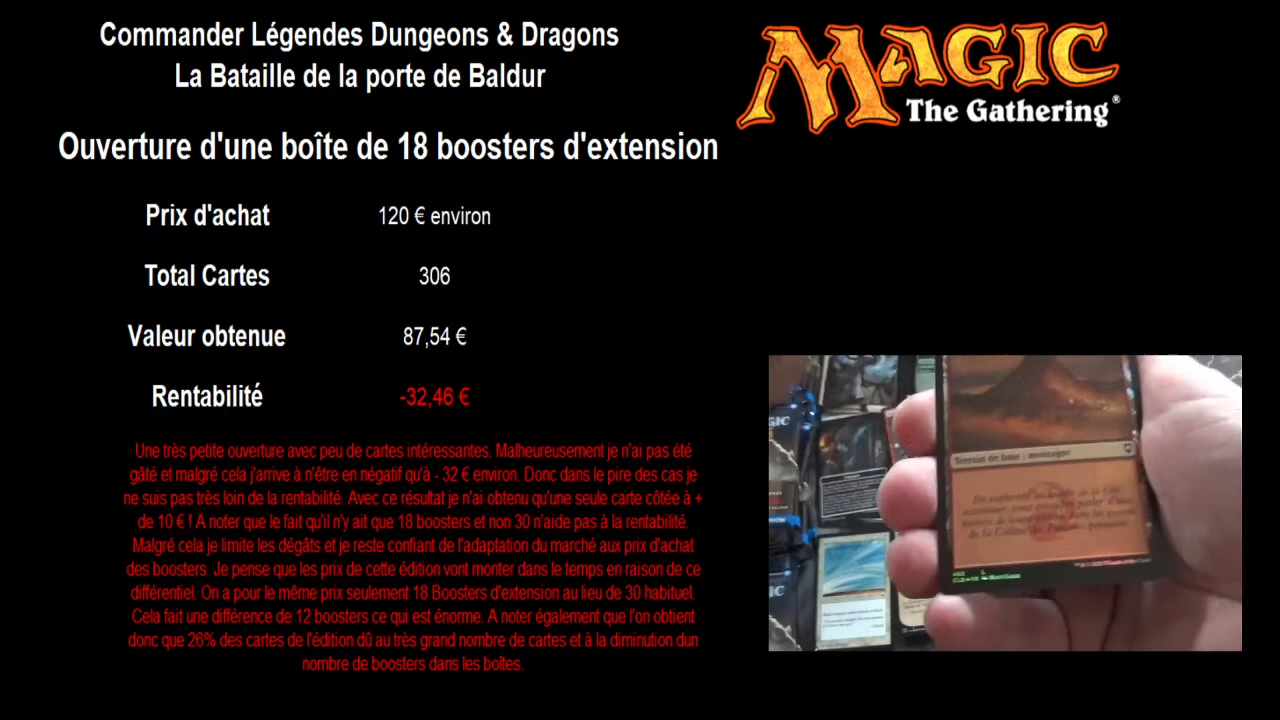 Commander Légendes Dungeons & Dragons
La Bataille de la porte de Baldur
Ouverture d'une boîte de 18 boosters d'extension
Prix d'achat 120 € environ
Total Cartes 306
Valeur obtenue 87,54 €
Rentabilité -32,46 €
Une très petite ouverture avec peu de cartes intéressantes. Malheureusement je n'ai pas été
gâté et malgré cela j'arrive à n'être en négatif qu'à - 32 € environ. Donc dans le pire des cas je
ne suis pas très loin de la rentabilité. Avec ce résultat je n'ai obtenu qu'une seule carte côtée à +
de 10 € ! A noter que le fait qu'il n'y ait que 18 boosters et non 30 n'aide pas à la rentabilité.
Malgré cela je limite les dégâts et je reste confiant de l'adaptation du marché aux prix d'achat
des boosters. Je pense que les prix de cette édition vont monter dans le temps en raison de ce
différentiel. On a pour le même prix seulement 18 Boosters d'extension au lieu de 30 habituel.
Cela fait une différence de 12 boosters ce qui est énorme. A noter également que l'on obtient
donc que 26% des cartes de l'édition dû au très grand nombre de cartes et à la diminution dun
nombre de boosters dans les boîtes.
MAGIC
The Gathering®
Terrain de base : montagne